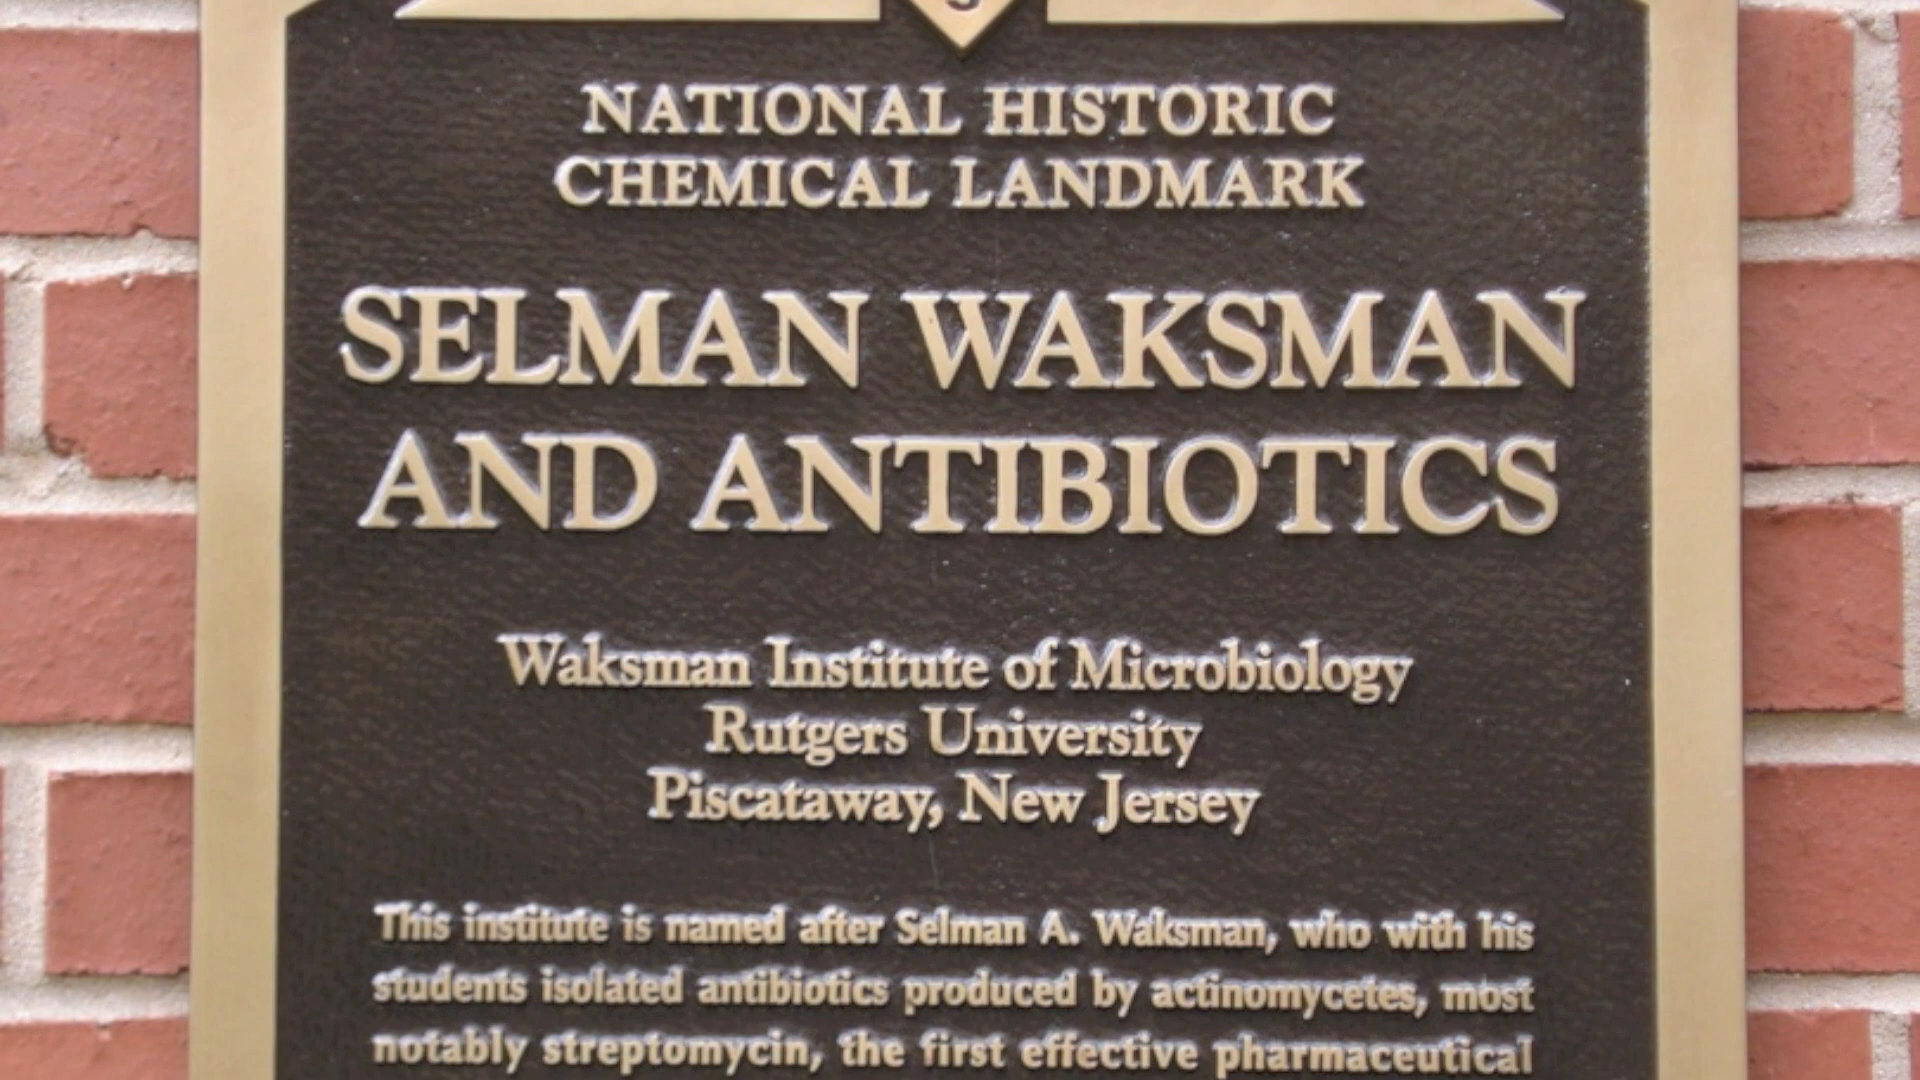 NATIONAL HISTORIC
CHEMICAL LANDMARK
SELMAN WAKSMAN
AND ANTIBIOTICS
Waksman Institute of Microbiology
Rutgers University
Piscataway, New Jersey
This institute is named after Selman A. Waksman, who with his
students isolated antibiotics produced by actinomycetes, most
notably streptomycin, the first effective pharmaceutical